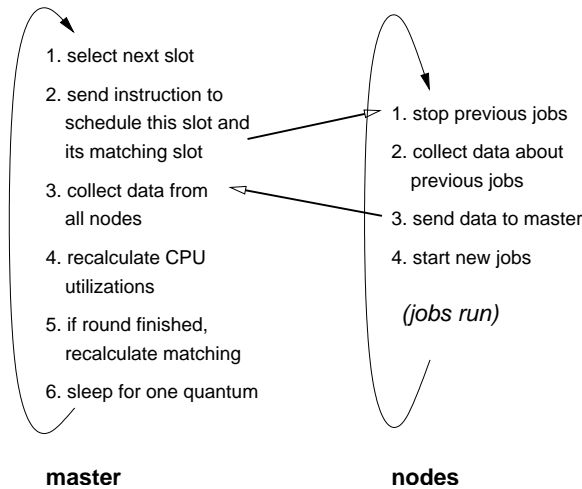 1. select next slot
2. send instruction to
schedule this slot and
its matching slot
3. collect data from
all nodes
4. recalculate CPU
utilizations
5. if round finished,
recalculate matching
6. sleep for one quantum
master
1. stop previous jobs
2. collect data about
previous jobs
3. send data to master
4. start new jobs
(jobs run)
nodes